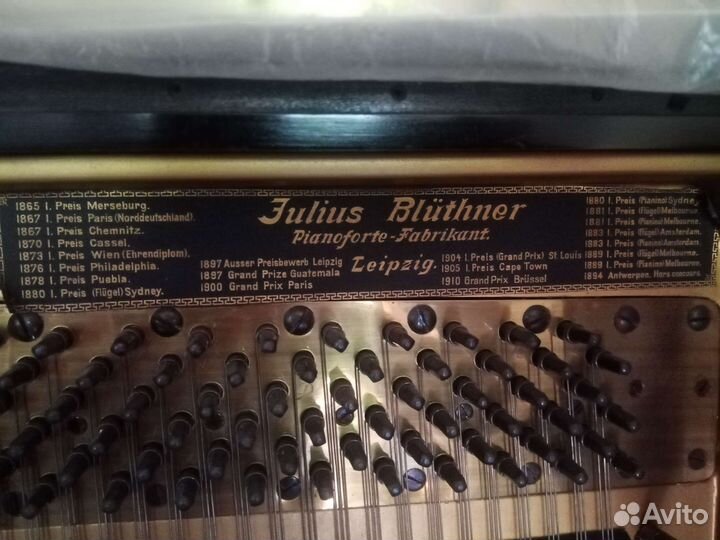 1865 I. Preis Merseburg.
1867 I. Preis Paris (Norddeutschland).
1867 I. Preis Chemnitz.
1870 I. Preis Cassel.
1873 I. Preis Wien (Ehrendiplom).
1876 I. Preis Philadelphia.
1878 I. Preis Puebla.
1880 I. Preis (Flügel) Sydney.
Julius Blüthner
Pianoforte-Fabrikant.
Leipzig.
1897 Ausser Preisbewerb Leipzig
1897 Grand Prize Guatemala
1900 Grand Prix Paris
1904 I. Preis (Grand Prix) St. Louis
1905 I. Preis Cape Town
1910 Grand Prix Brüssel
1880 I. Preis (Pianino) Sydney
1881 I. Preis (Flügel) Melbourne.
1881 I. Preis (Pianino) Melbourne.
1883 I. Preis (Flügel) Amsterdam.
1883 I. Preis (Pianino) Amsterdam.
1889 I. Preis (Flügel) Melbourne.
1889 I. Preis (Pianino) Melbourne.
1894 Antwerpen. Hors concours.
Avito